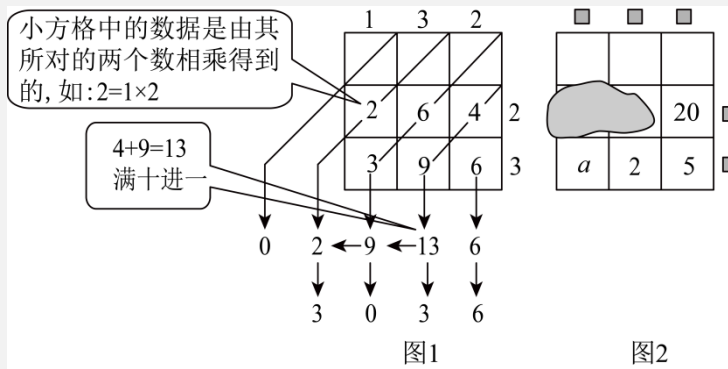 小方格中的数据是由其
所对的两个数相乘得到
的,如:2=1×2
4+9=13
满十进一
1 3 2
2 6 4 2
3 9 6 3
0 2 9 13 6
3 0 3 6
图1
20
a 2 5
图2